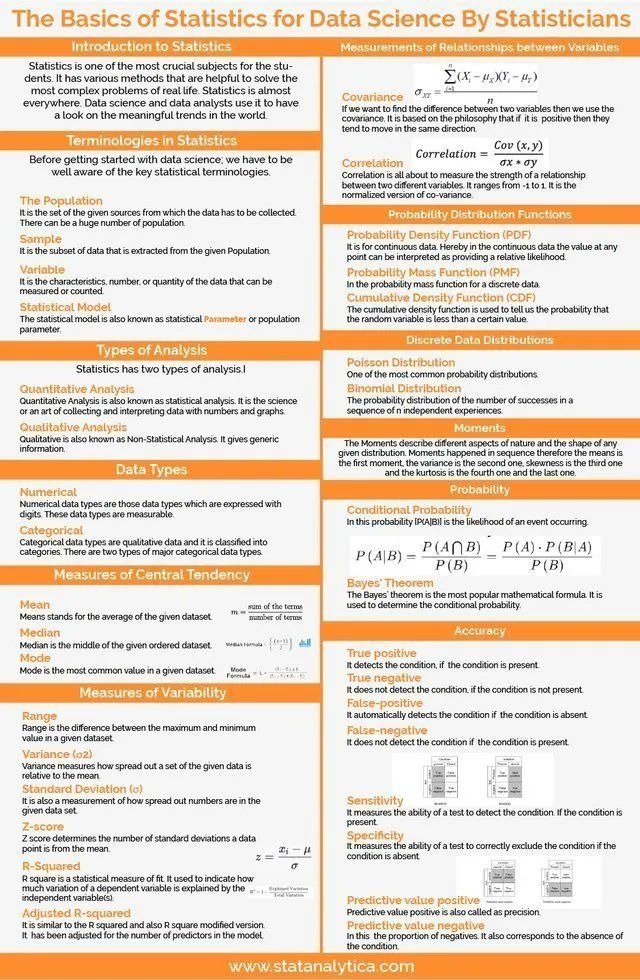 The Basics of Statistics for Data Science By Statisticians
Introduction to Statistics
Statistics is one of the most crucial subjects for the stu-
dents. It has various methods that are helpful to solve the
most complex problems of real life. Statistics is almost
everywhere. Data science and data analysts use it to have
a look on the meaningful trends in the world.
Terminologies in Statistics
Before getting started with data science; we have to be
well aware of the key statistical terminologies.
The Population
It is the set of the given sources from which the data has to be collected.
There can be a huge number of population.
Sample
It is the subset of data that is extracted from the given Population.
Variable
It is the characteristics, number, or quantity of the data that can be
measured or counted.
Statistical Model
The statistical model is also known as statistical Parameter or population
parameter.
Types of Analysis
Statistics has two types of analysis.I
Quantitative Analysis
Quantitative Analysis is also known as statistical analysis. It is the science
or an art of collecting and interpreting data with numbers and graphs.
Qualitative Analysis
Qualitative is also known as Non-Statistical Analysis. It gives generic
information.
Data Types
Numerical
Numerical data types are those data types which are expressed with
digits. These data types are measurable.
Categorical
Categorical data types are qualitative data and it is classified into
categories. There are two types of major categorical data types.
Measures of Central Tendency
Mean
Means stands for the average of the given dataset.
m = sum of the terms / number of terms
Median
Median is the middle of the given ordered dataset.
Median Formula = {(n+1)/2}
Mode
Mode is the most common value in a given dataset.
Mode Formula = L +
Measures of Variability
Range
Range is the difference between the maximum and minimum
value in a given dataset.
Variance (σ2)
Variance measures how spread out a set of the given data is
relative to the mean.
Standard Deviation (σ)
It is also a measurement of how spread out numbers are in the
given data set.
Z-score
Z score determines the number of standard deviations a data
point is from the mean.
z = (xᵢ − μ) / σ
R-Squared
R square is a statistical measure of fit. It used to indicate how
much variation of a dependent variable is explained by the
independent variable(s).
R² = 1 - Explained Variation / Total Variation
Adjusted R-squared
It is similar to the R squared and also R square modified version.
It has been adjusted for the number of predictors in the model.
Measurements of Relationships between Variables
Covariance
σXY = Σ(Xᵢ − μX)(Yᵢ − μY) / n
If we want to find the difference between two variables then we use the
covariance. It is based on the philosophy that if it is positive then they
tend to move in the same direction.
Correlation
Correlation = Cov (x, y) / σx * σy
Correlation is all about to measure the strength of a relationship
between two different variables. It ranges from -1 to 1. It is the
normalized version of co-variance.
Probability Distribution Functions
Probability Density Function (PDF)
It is for continuous data. Hereby in the continuous data the value at any
point can be interpreted as providing a relative likelihood.
Probability Mass Function (PMF)
In the probability mass function for a discrete data.
Cumulative Density Function (CDF)
The cumulative density function is used to tell us the probability that
the random variable is less than a certain value.
Discrete Data Distributions
Poisson Distribution
One of the most common probability distributions.
Binomial Distribution
The probability distribution of the number of successes in a
sequence of n independent experiences.
Moments
The Moments describe different aspects of nature and the shape of any
given distribution. Moments happened in sequence therefore the means is
the first moment, the variance is the second one, skewness is the third one
and the kurtosis is the fourth one and the last one.
Probability
Conditional Probability
In this probability [P(A|B)] is the likelihood of an event occurring.
P (A|B) = P (A ⋂ B) / P (B) = P (A) · P (B|A) / P (B)
Bayes' Theorem
The Bayes' theorem is the most popular mathematical formula. It is
used to determine the conditional probability.
Accuracy
True positive
It detects the condition, if the condition is present.
True negative
It does not detect the condition, if the condition is not present.
False-positive
It automatically detects the condition if the condition is absent.
False-negative
It does not detect the condition if the condition is present.
Sensitivity
It measures the ability of a test to detect the condition. If the condition is
present.
Specificity
It measures the ability of a test to correctly exclude the condition if the
condition is absent.
Predictive value positive
Predictive value positive is also called as precision.
Predictive value negative
In this the proportion of negatives. It also corresponds to the absence of
the condition.
www.statanalytica.com